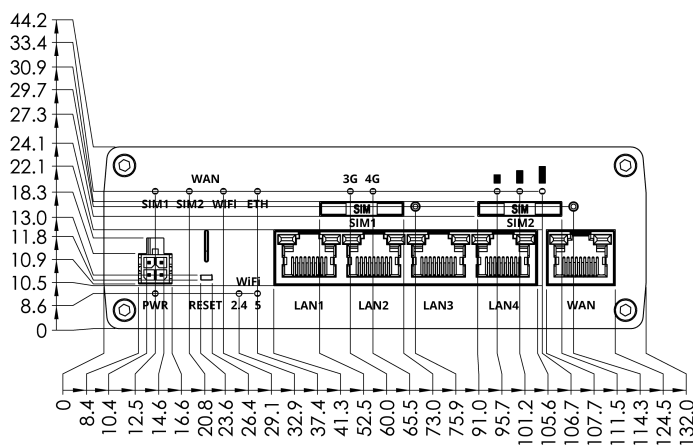 44.2
33.4
30.9
29.7
27.3
24.1
22.1
18.3
13.0
11.8
10.9
10.5
8.6
0
WAN
3G 4G
SIM1 SIM2 WIFI ETH
SIM SIM
SIM1 SIM2
WiFi
PWR RESET 2.4 5 LAN1 LAN2 LAN3 LAN4 WAN
0 8.4 10.4 12.5 14.6 16.6 20.8 23.6 26.4 29.1 32.9 37.4 41.3 52.5 60.0 65.5 73.0 75.9 91.0 95.7 101.2 105.6 106.7 107.7 111.5 114.3 124.5 132.0